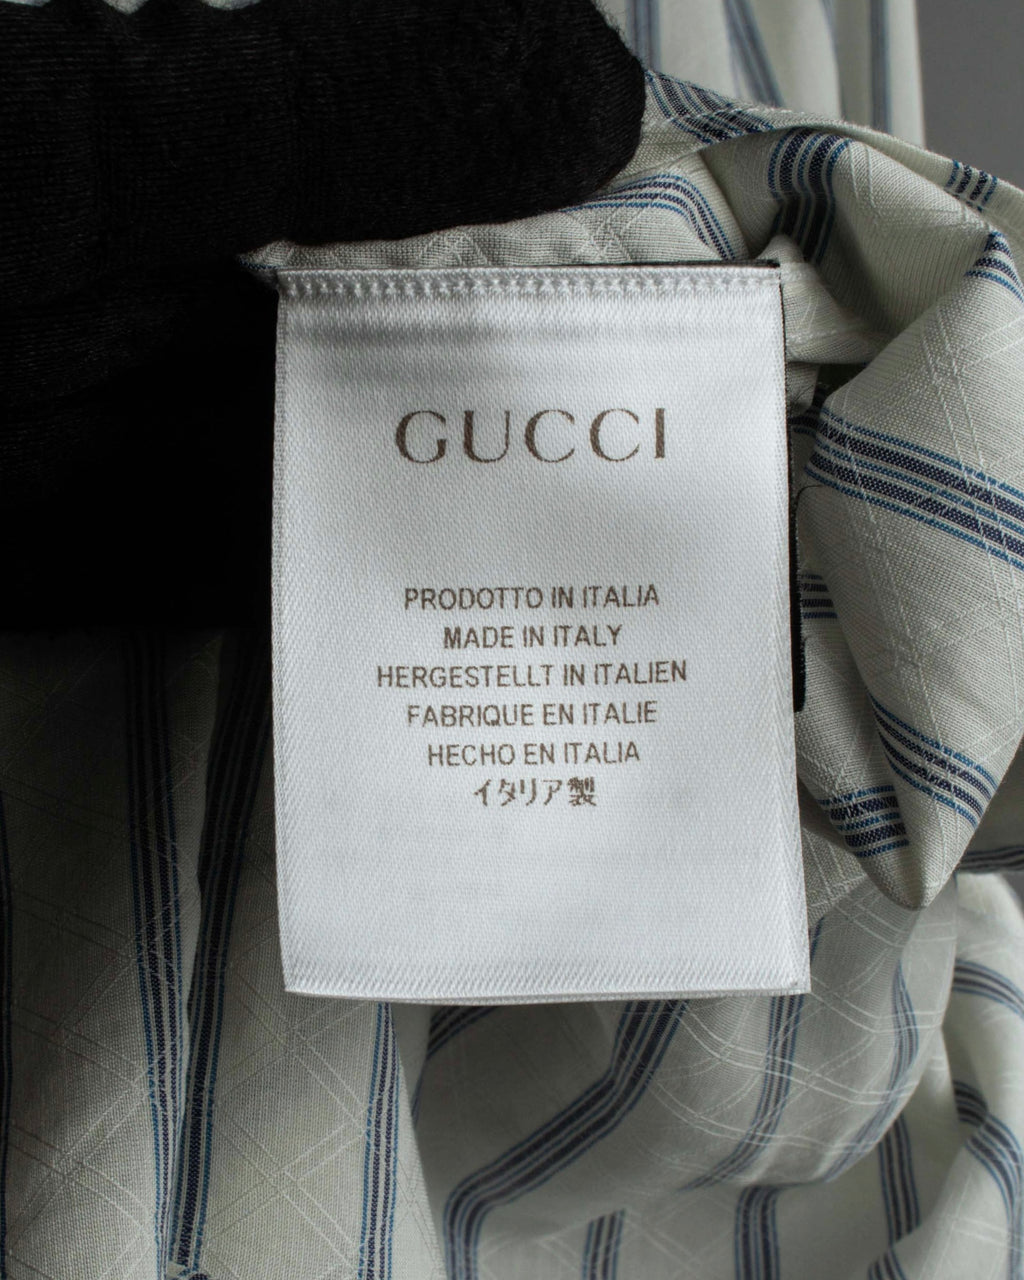 GUCCI
PRODOTTO IN ITALIA
MADE IN ITALY
HERGESTELLT IN ITALIEN
FABRIQUE EN ITALIE
HECHO EN ITALIA
イタリア製